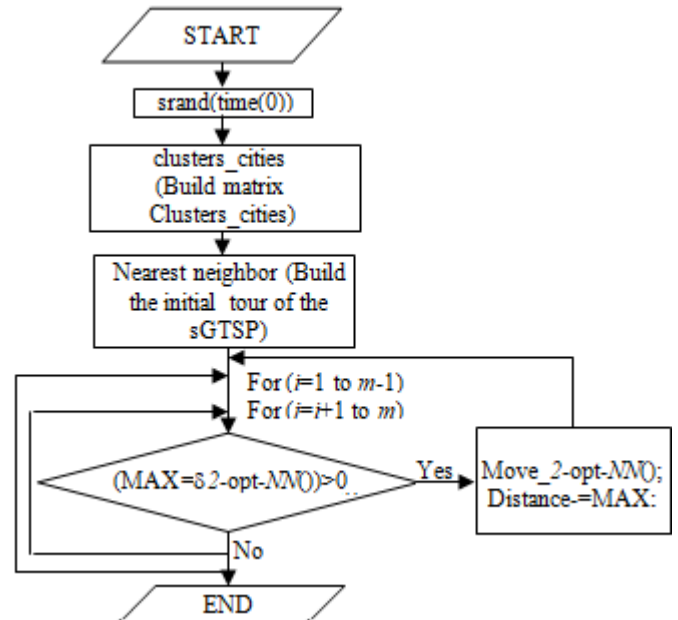 START
srand(time(0))
clusters_cities
(Build matrix
Clusters_cities)
Nearest neighbor (Build
the initial tour of the
sGTSP)
For (i=1 to m-1)
For (j=i+1 to m)
(MAX=δ2-opt-NN())>0
Yes
Move_2-opt-NN();
Distance-=MAX:
No
END